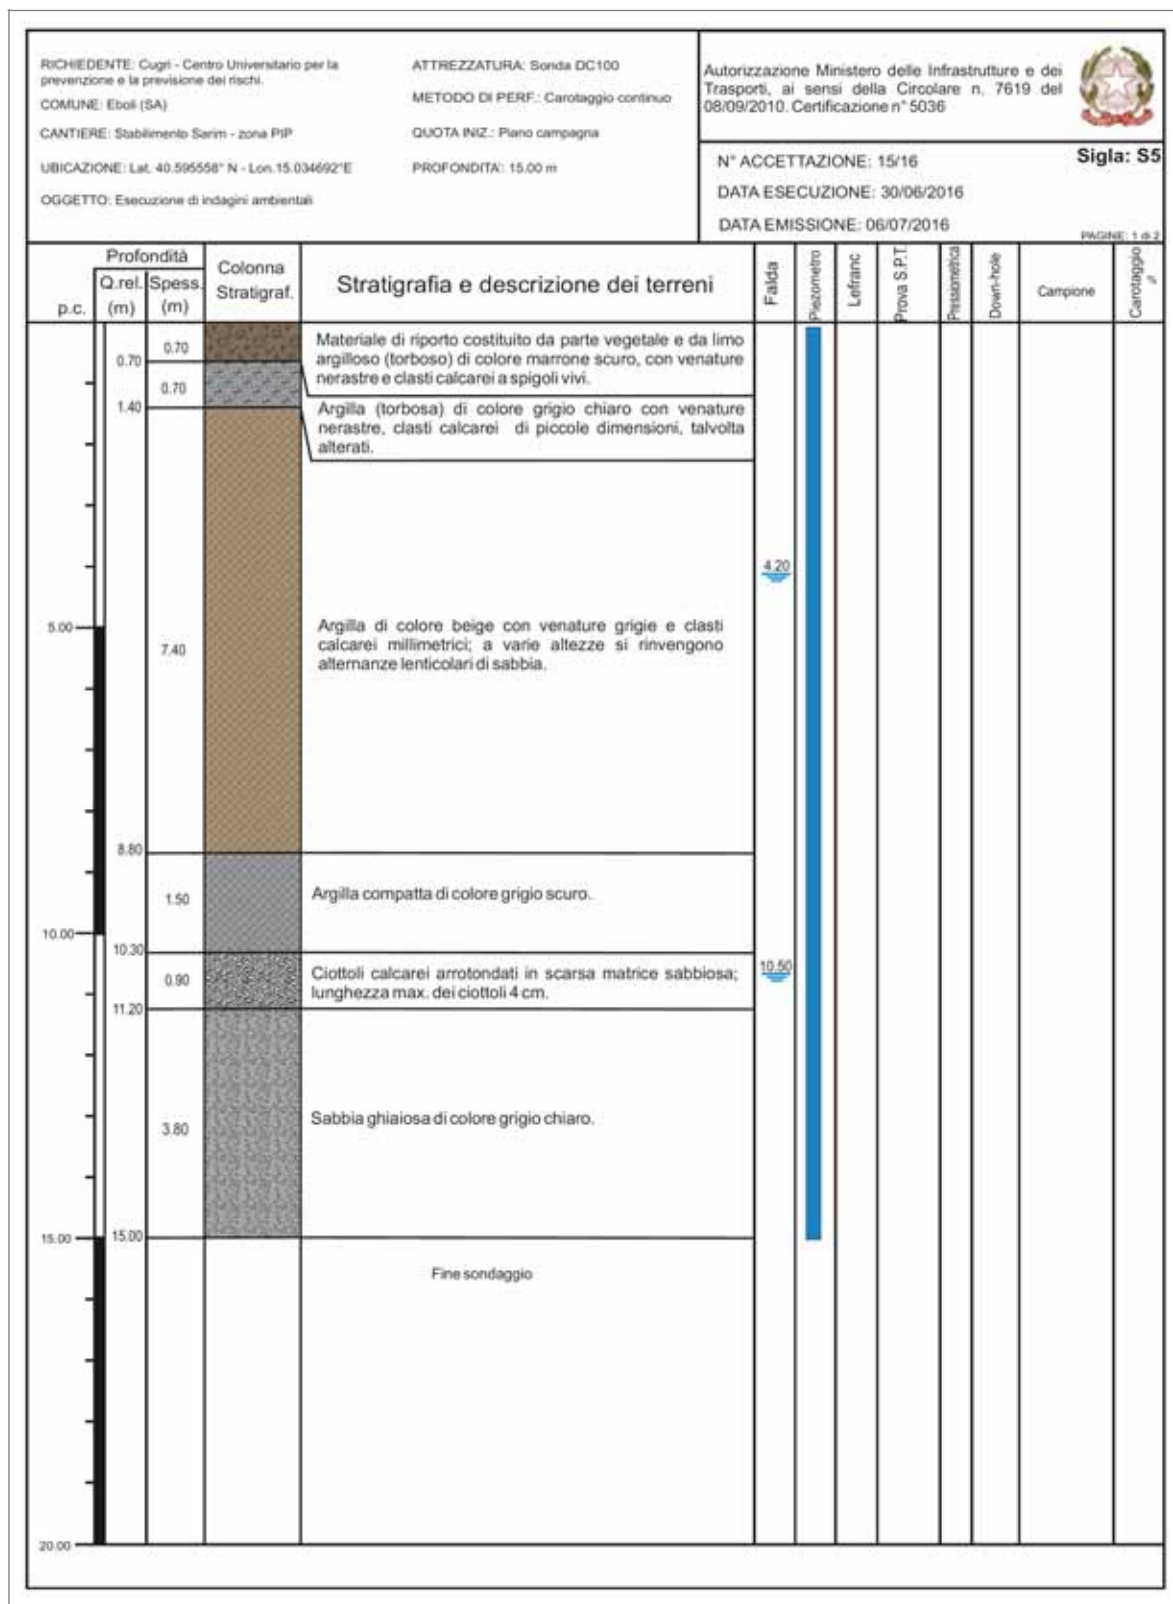 RICHIEDENTE: Cugri - Centro Universitario per la
prevenzione e la previsione dei rischi.
COMUNE: Eboli (SA)
CANTIERE: Stabilimento Sarim - zona PIP
UBICAZIONE: Lat. 40.595558° N - Lon.15.034692°E
OGGETTO: Esecuzione di indagini ambientali
ATTREZZATURA: Sonda DC100
METODO DI PERF.: Carotaggio continuo
QUOTA INIZ.: Piano campagna
PROFONDITA': 15.00 m
Autorizzazione Ministero delle Infrastrutture e dei
Trasporti, ai sensi della Circolare n. 7619 del
08/09/2010. Certificazione n° 5036
N° ACCETTAZIONE: 15/16
Sigla: S5
DATA ESECUZIONE: 30/06/2016
DATA EMISSIONE: 06/07/2016
PAGINE: 1 di 2
p.c.
Profondità
Q.rel.
(m)
Spess.
(m)
Colonna
Stratigraf.
Stratigrafia e descrizione dei terreni
Falda
Piezometro
Lefranc
Prova S.P.T.
Pressiometrica
Down-hole
Campione
Carotaggio
0.70
0.70
Materiale di riporto costituito da parte vegetale e da limo
argilloso (torboso) di colore marrone scuro, con venature
nerastre e clasti calcarei a spigoli vivi.
0.70
1.40
Argilla (torbosa) di colore grigio chiaro con venature
nerastre, clasti calcarei di piccole dimensioni, talvolta
alterati.
4.20
5.00
7.40
Argilla di colore beige con venature grigie e clasti
calcarei millimetrici; a varie altezze si rinvengono
alternanze lenticolari di sabbia.
8.80
1.50
Argilla compatta di colore grigio scuro.
10.00
10.30
0.90
Ciottoli calcarei arrotondati in scarsa matrice sabbiosa;
lunghezza max. dei ciottoli 4 cm.
10.50
11.20
3.80
Sabbia ghiaiosa di colore grigio chiaro.
15.00
15.00
Fine sondaggio
20.00